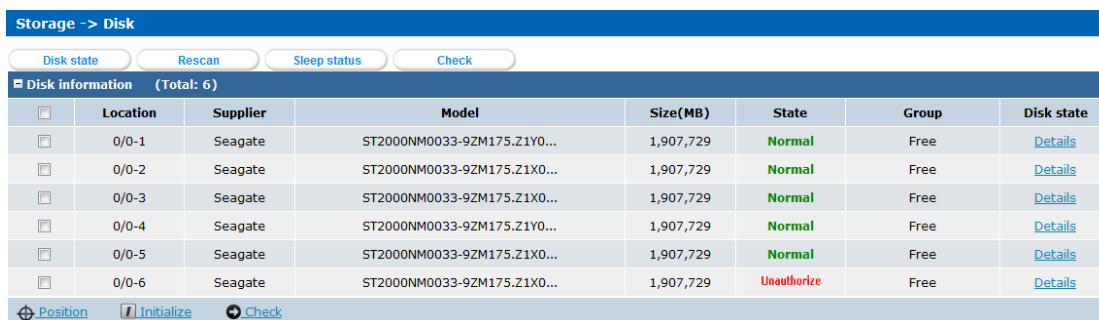 Storage -> Disk
Disk state Rescan Sleep status Check
Disk information (Total: 6)
Location Supplier Model Size(MB) State Group Disk state
0/0-1 Seagate ST2000NM0033-9ZM175.Z1Y0... 1,907,729 Normal Free Details
0/0-2 Seagate ST2000NM0033-9ZM175.Z1X0... 1,907,729 Normal Free Details
0/0-3 Seagate ST2000NM0033-9ZM175.Z1X0... 1,907,729 Normal Free Details
0/0-4 Seagate ST2000NM0033-9ZM175.Z1Y0... 1,907,729 Normal Free Details
0/0-5 Seagate ST2000NM0033-9ZM175.Z1X0... 1,907,729 Normal Free Details
0/0-6 Seagate ST2000NM0033-9ZM175.Z1X0... 1,907,729 Unauthorize Free Details
Position Initialize Check